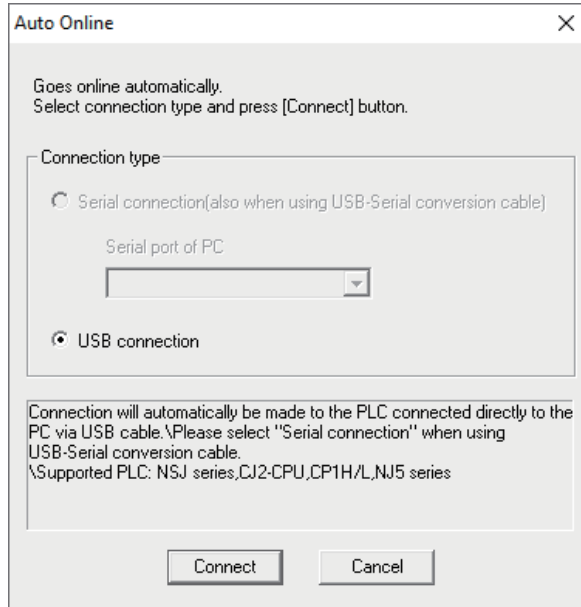 Auto Online
Goes online automatically.
Select connection type and press [Connect] button.
Connection type
Serial connection(also when using USB-Serial conversion cable)
Serial port of PC
USB connection
Connection will automatically be made to the PLC connected directly to the
PC via USB cable.\Please select "Serial connection" when using
USB-Serial conversion cable.
\Supported PLC: NSJ series,CJ2-CPU,CP1H/L,NJ5 series
Connect
Cancel